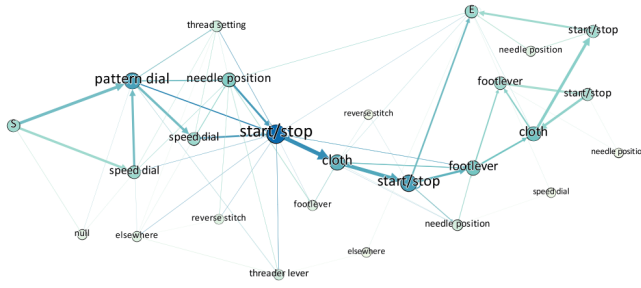 E
thread setting
start/stop
needle position
pattern dial
needle position
footlever
start/stop
reverse stitch
S
speed dial
start/stop
cloth
cloth
needle positio
speed dial
footlever
start/stop
speed dial
footlever
reverse stitch
needle position
null
elsewhere
elsewhere
threader lever